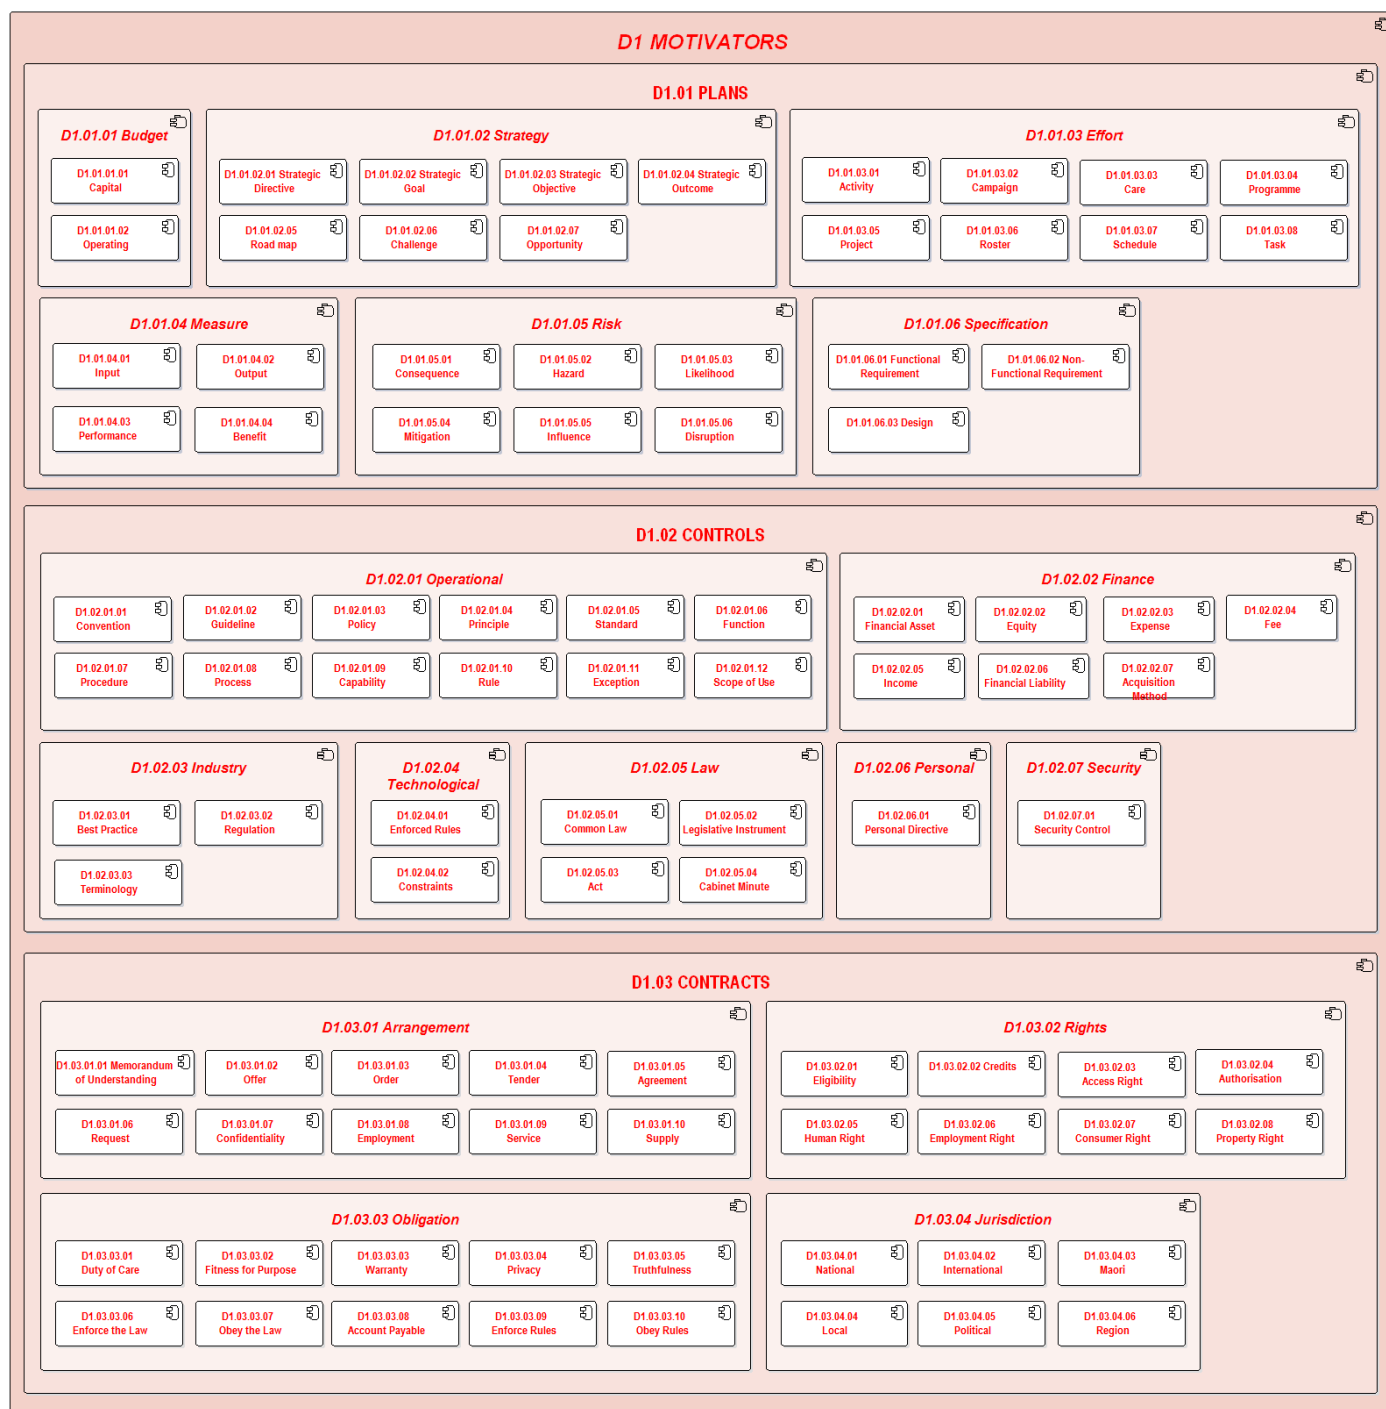 D1 MOTIVATORS
D1.01 PLANS
D1.01.01 Budget
D1.01.01.01
Capital
D1.01.01.02
Operating
D1.01.02 Strategy
D1.01.02.01 Strategic
Directive
D1.01.02.02 Strategic
Goal
D1.01.02.03 Strategic
Objective
D1.01.02.04 Strategic
Outcome
D1.01.02.05
Road map
D1.01.02.06
Challenge
D1.01.02.07
Opportunity
D1.01.03 Effort
D1.01.03.01
Activity
D1.01.03.02
Campaign
D1.01.03.03
Care
D1.01.03.04
Programme
D1.01.03.05
Project
D1.01.03.06
Roster
D1.01.03.07
Schedule
D1.01.03.08
Task
D1.01.04 Measure
D1.01.04.01
Input
D1.01.04.02
Output
D1.01.04.03
Performance
D1.01.04.04
Benefit
D1.01.05 Risk
D1.01.05.01
Consequence
D1.01.05.02
Hazard
D1.01.05.03
Likelihood
D1.01.05.04
Mitigation
D1.01.05.05
Influence
D1.01.05.06
Disruption
D1.01.06 Specification
D1.01.06.01 Functional
Requirement
D1.01.06.02 Non-
Functional Requirement
D1.01.06.03 Design
D1.02 CONTROLS
D1.02.01 Operational
D1.02.01.01
Convention
D1.02.01.02
Guideline
D1.02.01.03
Policy
D1.02.01.04
Principle
D1.02.01.05
Standard
D1.02.01.06
Function
D1.02.01.07
Procedure
D1.02.01.08
Process
D1.02.01.09
Capability
D1.02.01.10
Rule
D1.02.01.11
Exception
D1.02.01.12
Scope of Use
D1.02.02 Finance
D1.02.02.01
Financial Asset
D1.02.02.02
Equity
D1.02.02.03
Expense
D1.02.02.04
Fee
D1.02.02.05
Income
D1.02.02.06
Financial Liability
D1.02.02.07
Acquisition
Method
D1.02.03 Industry
D1.02.03.01
Best Practice
D1.02.03.02
Regulation
D1.02.03.03
Terminology
D1.02.04
Technological
D1.02.04.01
Enforced Rules
D1.02.04.02
Constraints
D1.02.05 Law
D1.02.05.01
Common Law
D1.02.05.02
Legislative Instrument
D1.02.05.03
Act
D1.02.05.04
Cabinet Minute
D1.02.06 Personal
D1.02.06.01
Personal Directive
D1.02.07 Security
D1.02.07.01
Security Control
D1.03 CONTRACTS
D1.03.01 Arrangement
D1.03.01.01 Memorandum
of Understanding
D1.03.01.02
Offer
D1.03.01.03
Order
D1.03.01.04
Tender
D1.03.01.05
Agreement
D1.03.01.06
Request
D1.03.01.07
Confidentiality
D1.03.01.08
Employment
D1.03.01.09
Service
D1.03.01.10
Supply
D1.03.02 Rights
D1.03.02.01
Eligibility
D1.03.02.02 Credits
D1.03.02.03
Access Right
D1.03.02.04
Authorisation
D1.03.02.05
Human Right
D1.03.02.06
Employment Right
D1.03.02.07
Consumer Right
D1.03.02.08
Property Right
D1.03.03 Obligation
D1.03.03.01
Duty of Care
D1.03.03.02
Fitness for Purpose
D1.03.03.03
Warranty
D1.03.03.04
Privacy
D1.03.03.05
Truthfulness
D1.03.03.06
Enforce the Law
D1.03.03.07
Obey the Law
D1.03.03.08
Account Payable
D1.03.03.09
Enforce Rules
D1.03.03.10
Obey Rules
D1.03.04 Jurisdiction
D1.03.04.01
National
D1.03.04.02
International
D1.03.04.03
Maori
D1.03.04.04
Local
D1.03.04.05
Political
D1.03.04.06
Region